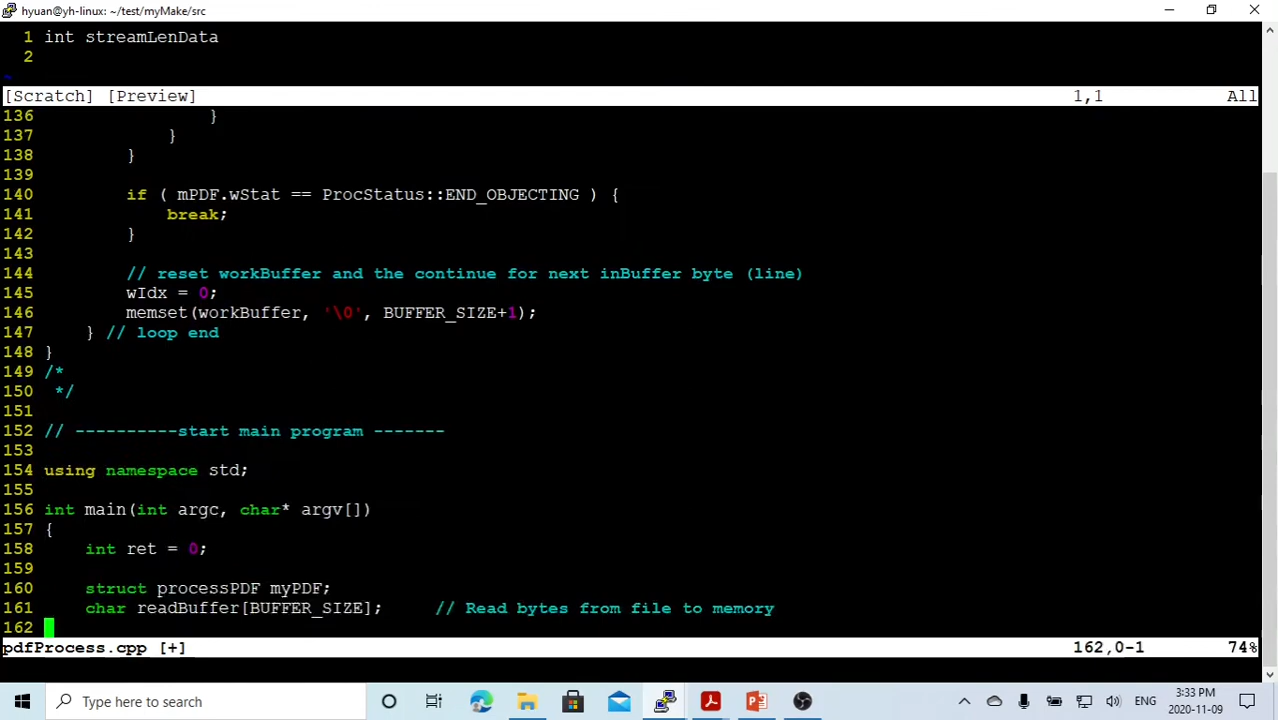 hyuan@yh-linux: ~/test/myMake/src
1 int streamLenData
2
~
[Scratch] [Preview] 1,1 All
136 }
137 }
138 }
139
140 if ( mPDF.wStat == ProcStatus::END_OBJECTING ) {
141 break;
142 }
143
144 // reset workBuffer and the continue for next inBuffer byte (line)
145 wIdx = 0;
146 memset(workBuffer, '\0', BUFFER_SIZE+1);
147 } // loop end
148 }
149 /*
150 */
151
152 // ----------start main program -------
153
154 using namespace std;
155
156 int main(int argc, char* argv[])
157 {
158 int ret = 0;
159
160 struct processPDF myPDF;
161 char readBuffer[BUFFER_SIZE]; // Read bytes from file to memory
162
pdfProcess.cpp [+] 162,0-1 74%
Type here to search
ENG
3:33 PM
2020-11-09